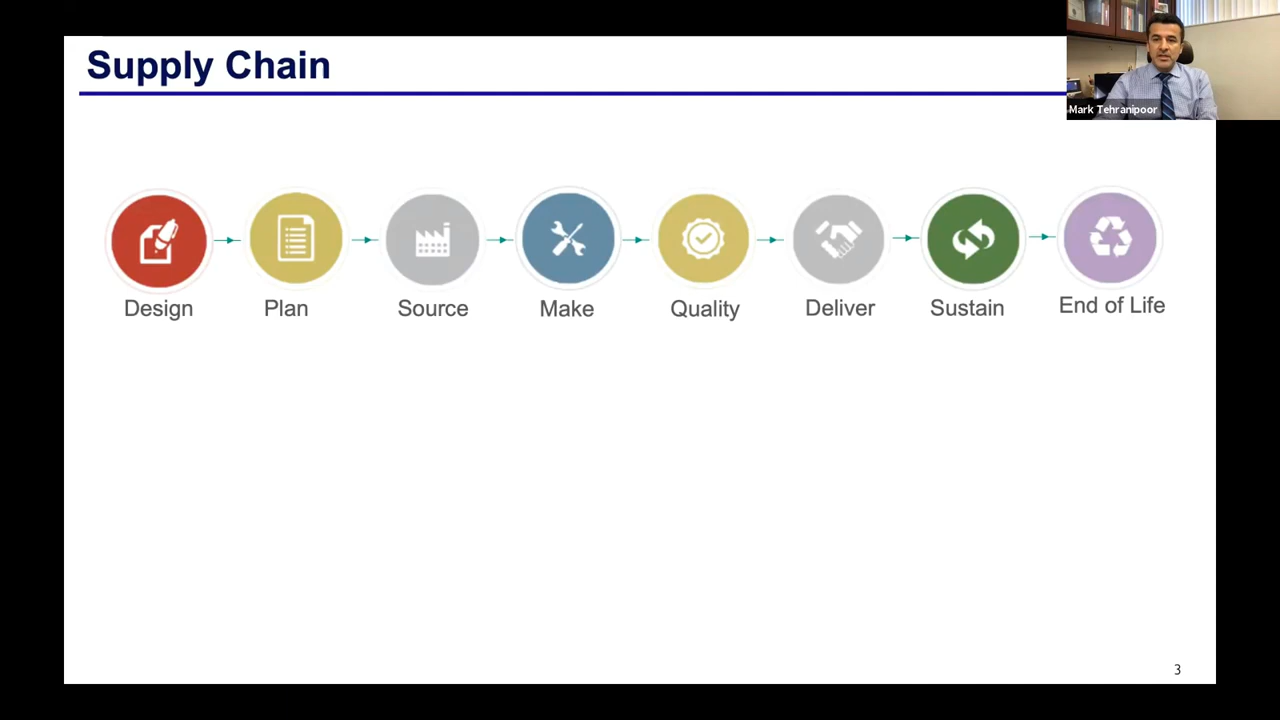 Supply Chain
Mark Tehranipoor
Design
Plan
Source
Make
Quality
Deliver
Sustain
End of Life
3